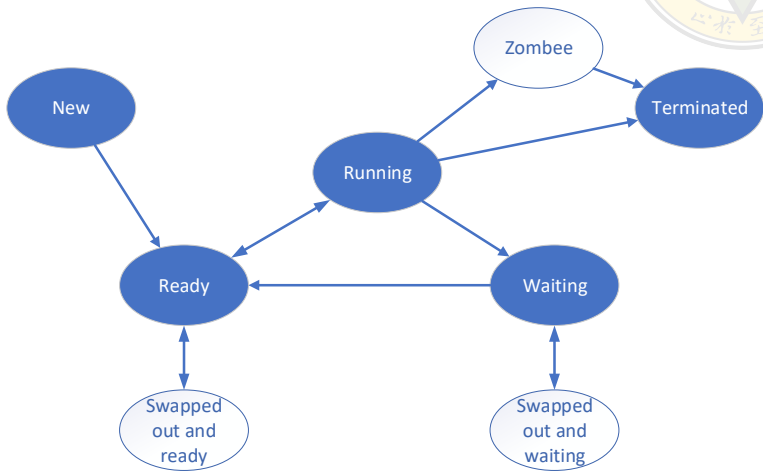 Zombee
New
Terminated
Running
Ready
Waiting
Swapped
out and
ready
Swapped
out and
waiting